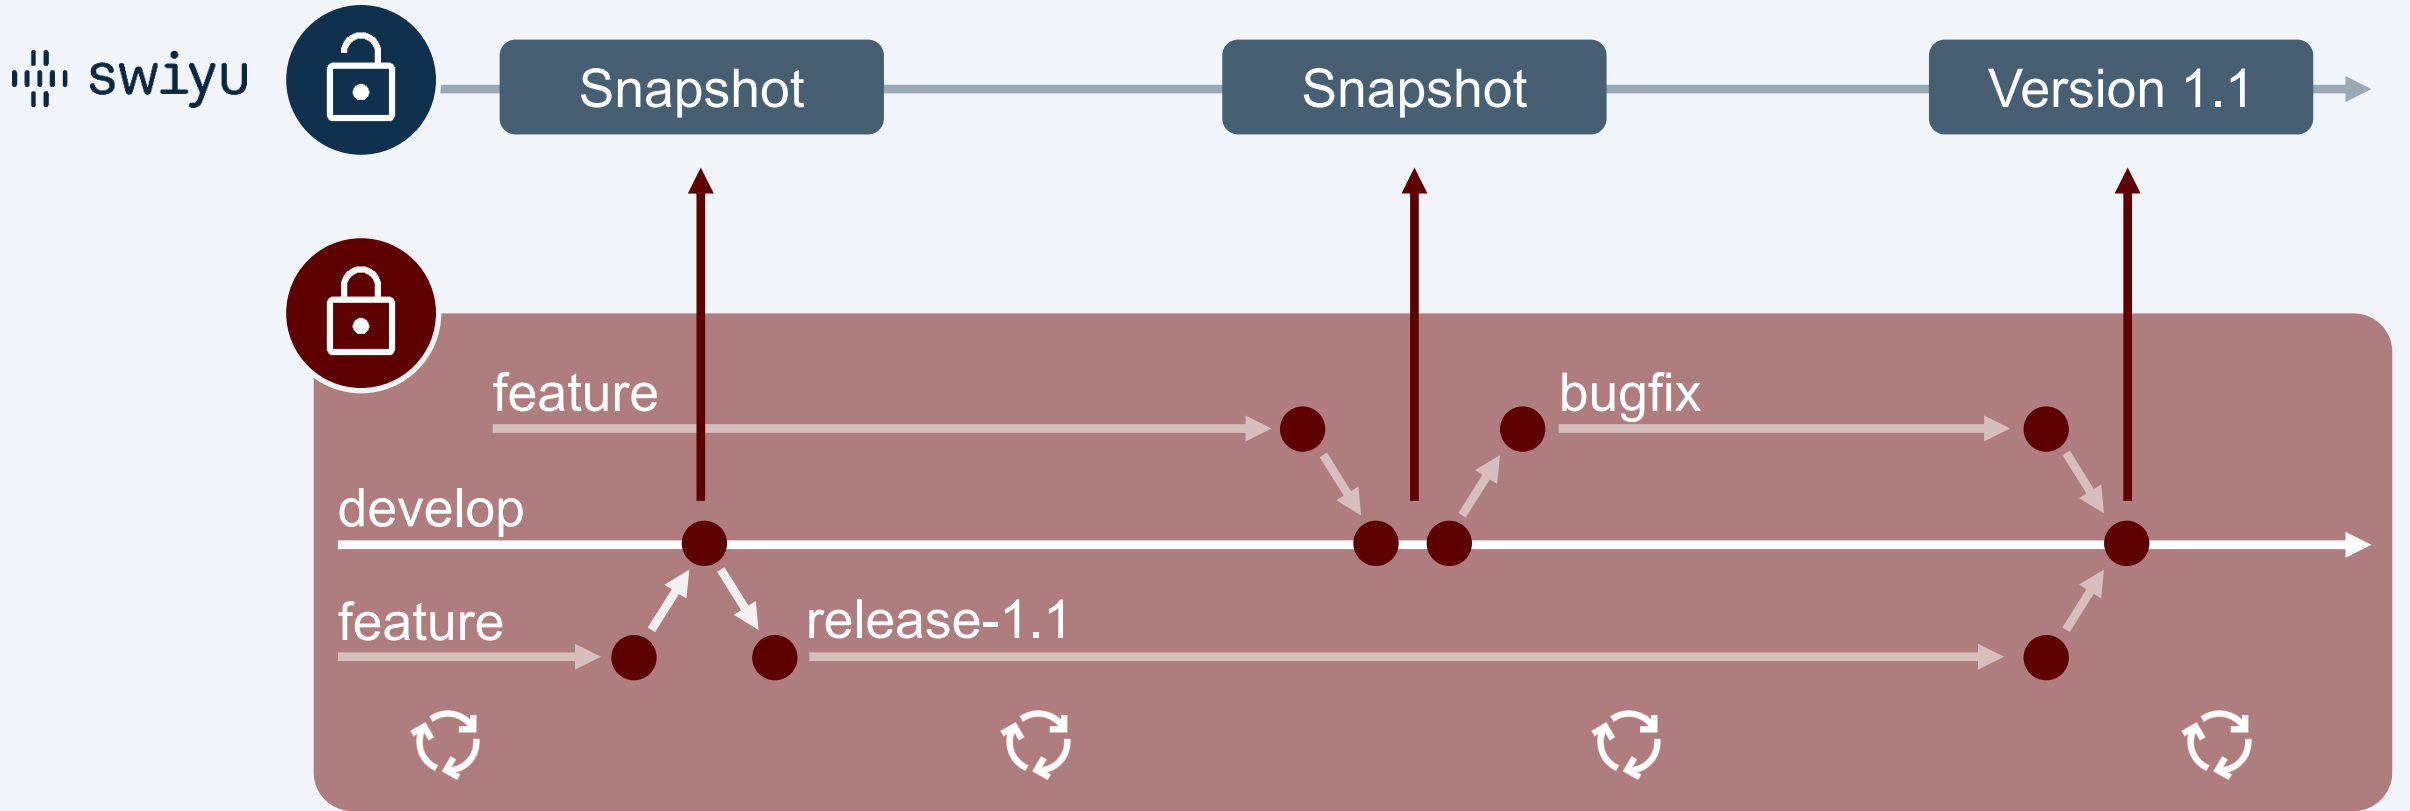 swiyu
Snapshot
Snapshot
Version 1.1
feature
bugfix
develop
feature
release-1.1